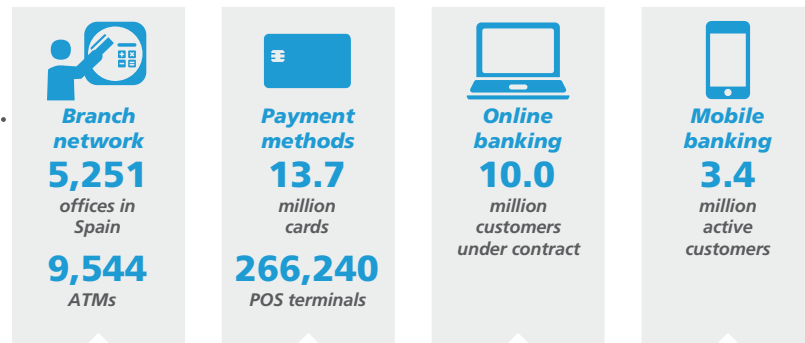 Branch
network
5,251
offices in
Spain
9,544
ATMs
Payment
methods
13.7
million
cards
266,240
POS terminals
Online
banking
10.0
million
customers
under contract
Mobile
banking
3.4
million
active
customers